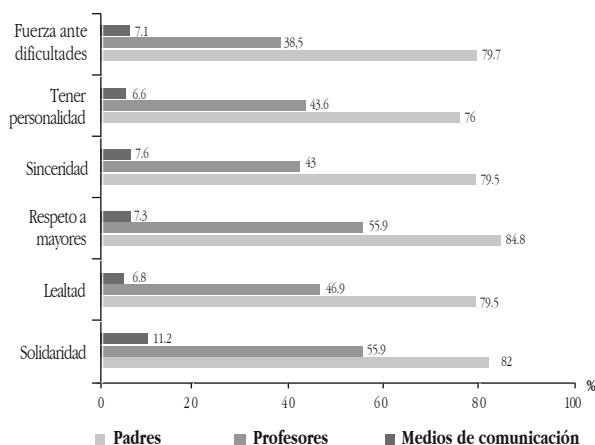 Fuerza ante
dificultades
7.1
38,5
79.7
Tener
personalidad
6.6
43.6
76
Sinceridad
7.6
43
79.5
Respeto a
mayores
7.3
55.9
84.8
Lealtad
6.8
46.9
79.5
Solidaridad
11.2
55.9
82
0 20 40 60 80 100 %
Padres Profesores Medios de comunicación